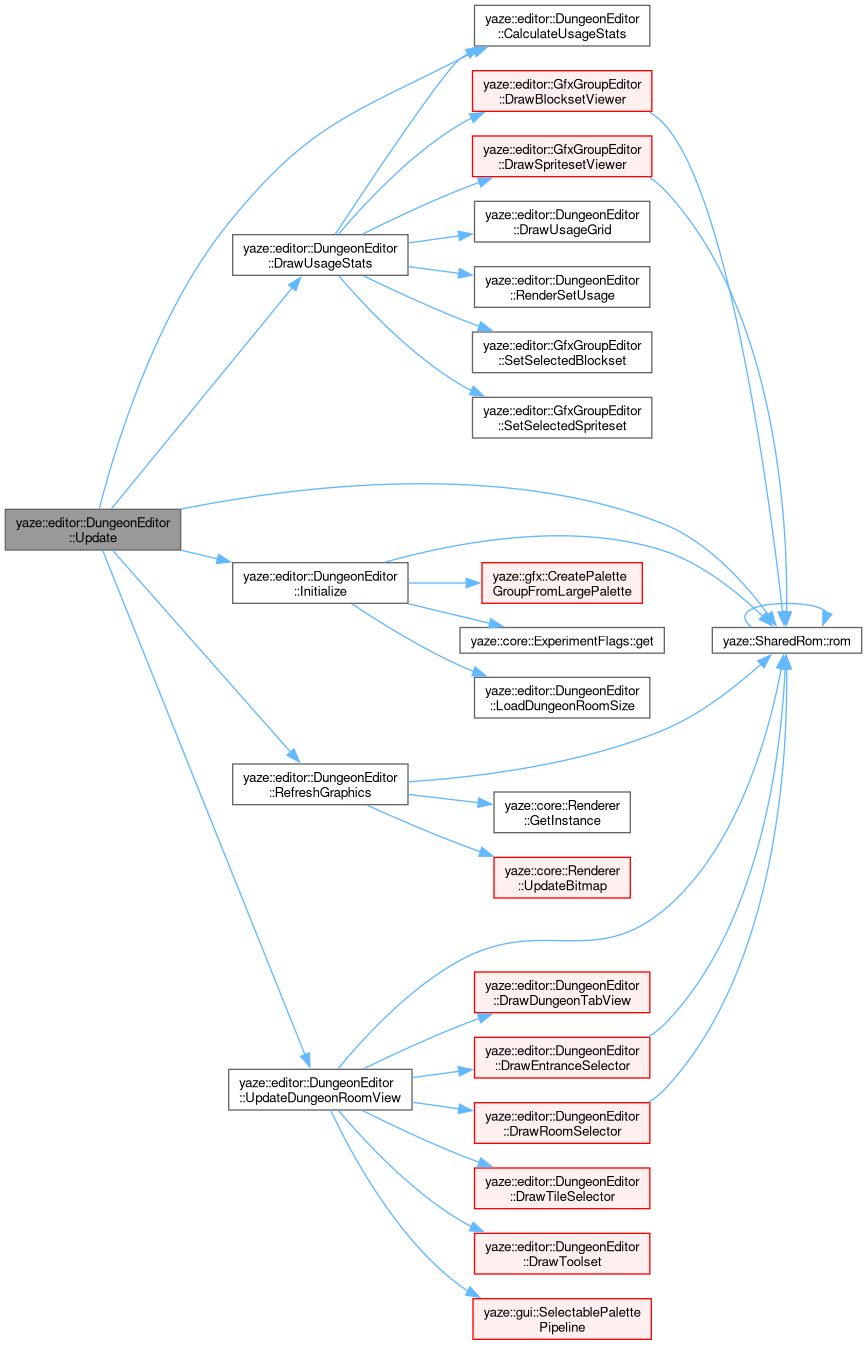 yaze::editor::DungeonEditor
::CalculateUsageStats
yaze::editor::GfxGroupEditor
::DrawBlocksetViewer
yaze::editor::GfxGroupEditor
::DrawSpritesetViewer
yaze::editor::DungeonEditor
::DrawUsageGrid
yaze::editor::DungeonEditor
::DrawUsageStats
yaze::editor::DungeonEditor
::RenderSetUsage
yaze::editor::GfxGroupEditor
::SetSelectedBlockset
yaze::editor::GfxGroupEditor
::SetSelectedSpriteset
yaze::editor::DungeonEditor
::Update
yaze::editor::DungeonEditor
::Initialize
yaze::gfx::CreatePalette
GroupFromLargePalette
yaze::core::ExperimentFlags::get
yaze::SharedRom::rom
yaze::editor::DungeonEditor
::LoadDungeonRoomSize
yaze::editor::DungeonEditor
::RefreshGraphics
yaze::core::Renderer
::GetInstance
yaze::core::Renderer
::UpdateBitmap
yaze::editor::DungeonEditor
::DrawDungeonTabView
yaze::editor::DungeonEditor
::DrawEntranceSelector
yaze::editor::DungeonEditor
::UpdateDungeonRoomView
yaze::editor::DungeonEditor
::DrawRoomSelector
yaze::editor::DungeonEditor
::DrawTileSelector
yaze::editor::DungeonEditor
::DrawToolset
yaze::gui::SelectablePalette
Pipeline